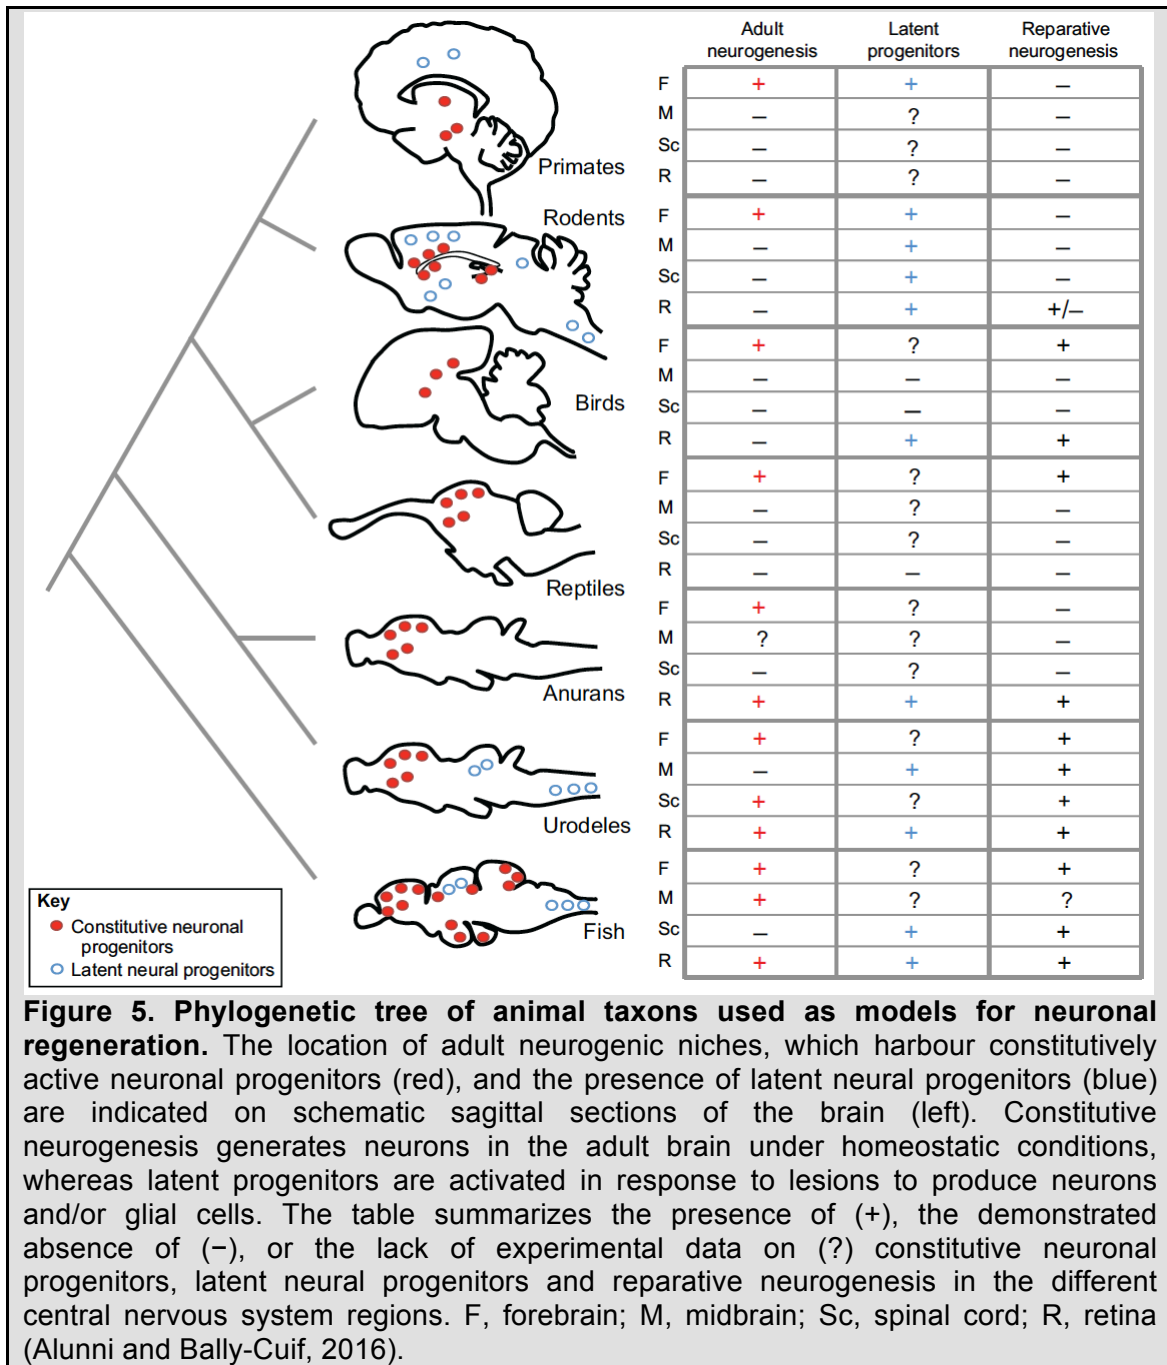 Adult neurogenesis
Latent progenitors
Reparative neurogenesis
Primates
F + + –
M – ? –
Sc – ? –
R – ? –
Rodents
F + + –
M – + –
Sc – + –
R – + +/–
Birds
F + ? +
M – – –
Sc – – –
R – + +
Reptiles
F + ? +
M – ? –
Sc – ? –
R – – –
Anurans
F + ? –
M ? ? –
Sc – ? –
R + + +
Urodeles
F + ? +
M – + +
Sc + ? +
R + + +
Fish
F + ? +
M + ? ?
Sc – + +
R + + +
Key
Constitutive neuronal
progenitors
Latent neural progenitors
Figure 5. Phylogenetic tree of animal taxons used as models for neuronal
regeneration. The location of adult neurogenic niches, which harbour constitutively
active neuronal progenitors (red), and the presence of latent neural progenitors (blue)
are indicated on schematic sagittal sections of the brain (left). Constitutive
neurogenesis generates neurons in the adult brain under homeostatic conditions,
whereas latent progenitors are activated in response to lesions to produce neurons
and/or glial cells. The table summarizes the presence of (+), the demonstrated
absence of (−), or the lack of experimental data on (?) constitutive neuronal
progenitors, latent neural progenitors and reparative neurogenesis in the different
central nervous system regions. F, forebrain; M, midbrain; Sc, spinal cord; R, retina
(Alunni and Bally-Cuif, 2016).